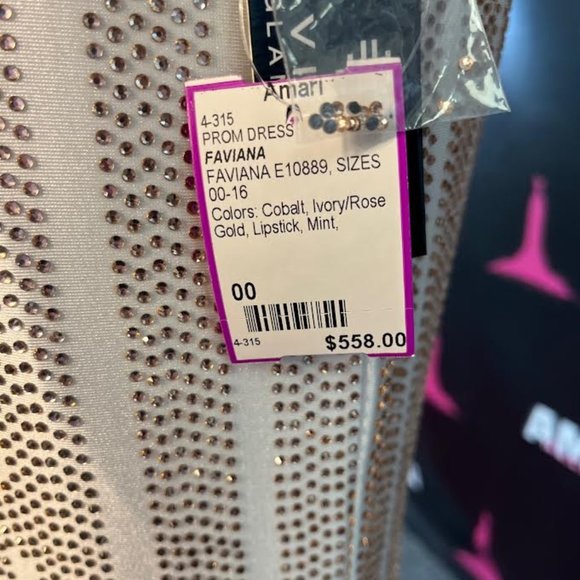 Amari
4-315
PROM DRESS
FAVIANA
FAVIANA E10889, SIZES
00-16
Colors: Cobalt, Ivory/Rose
Gold, Lipstick, Mint,
00
4-315
$558.00